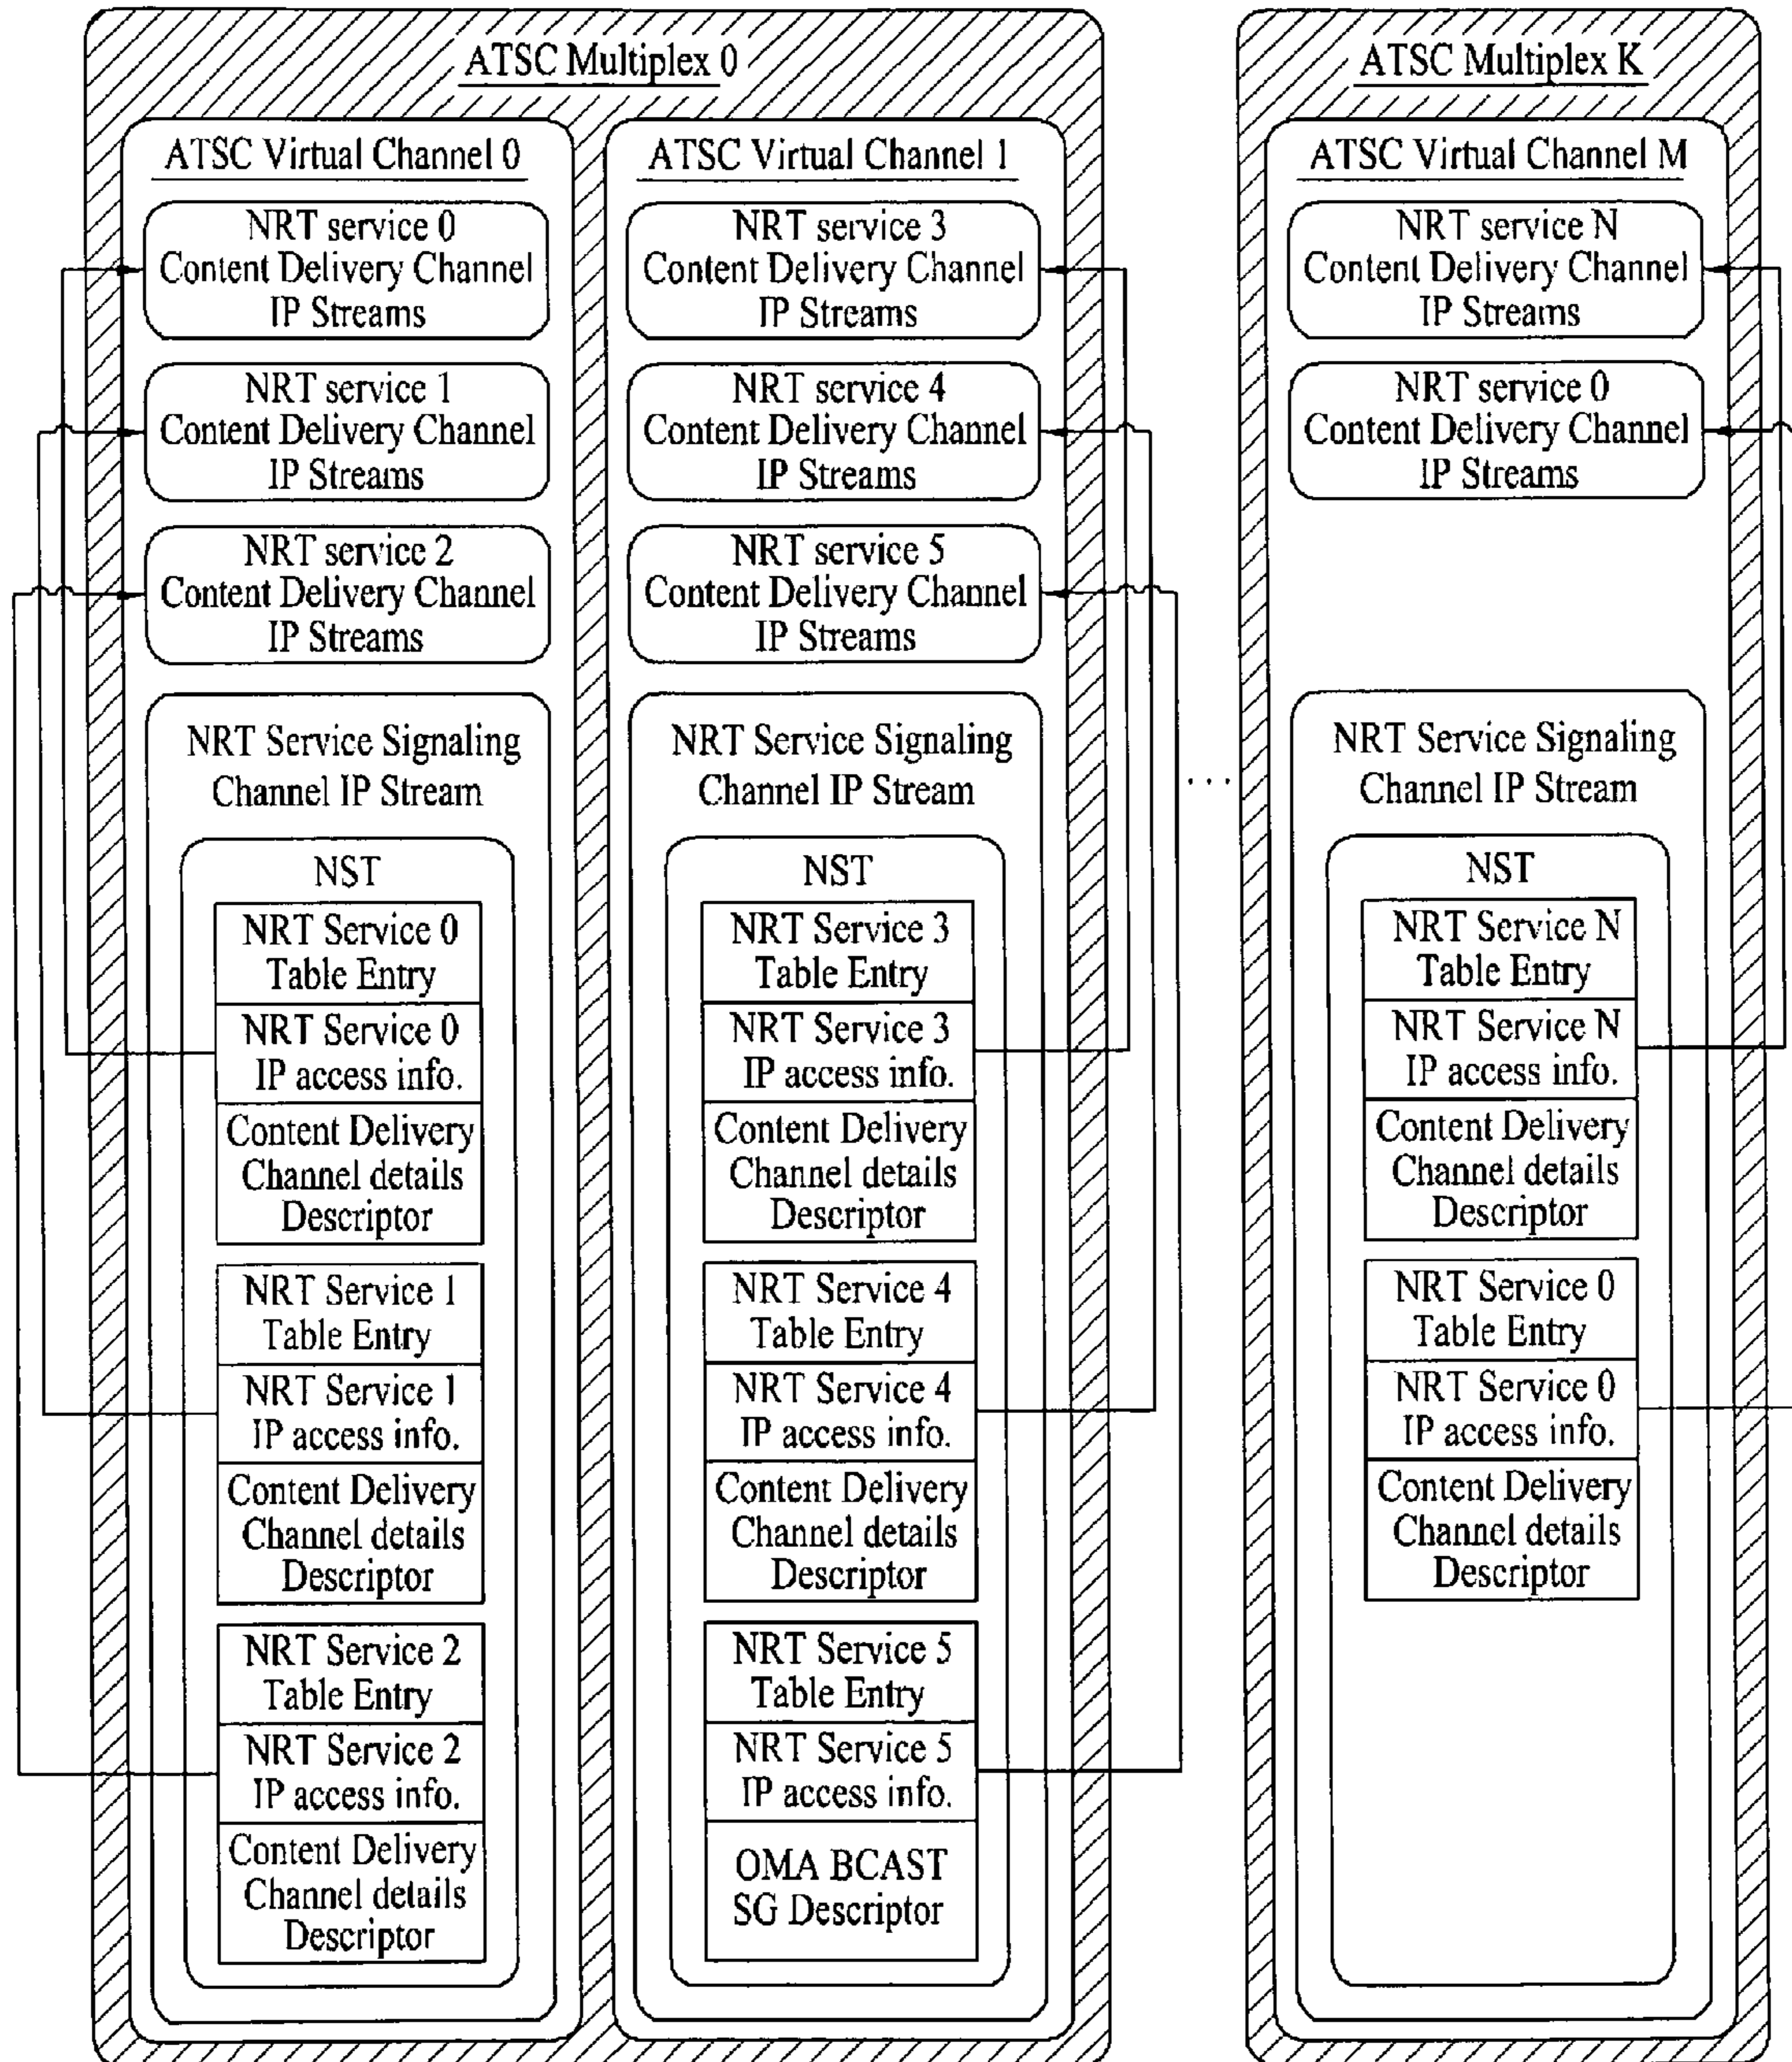 ATSC Multiplex 0
ATSC Virtual Channel 0
NRT service 0
Content Delivery Channel
IP Streams
NRT service 1
Content Delivery Channel
IP Streams
NRT service 2
Content Delivery Channel
IP Streams
NRT Service Signaling
Channel IP Stream
NST
NRT Service 0
Table Entry
NRT Service 0
IP access info.
Content Delivery
Channel details
Descriptor
NRT Service 1
Table Entry
NRT Service 1
IP access info.
Content Delivery
Channel details
Descriptor
NRT Service 2
Table Entry
NRT Service 2
IP access info.
Content Delivery
Channel details
Descriptor
ATSC Virtual Channel 1
NRT service 3
Content Delivery Channel
IP Streams
NRT service 4
Content Delivery Channel
IP Streams
NRT service 5
Content Delivery Channel
IP Streams
NRT Service Signaling
Channel IP Stream
NST
NRT Service 3
Table Entry
NRT Service 3
IP access info.
Content Delivery
Channel details
Descriptor
NRT Service 4
Table Entry
NRT Service 4
IP access info.
Content Delivery
Channel details
Descriptor
NRT Service 5
Table Entry
NRT Service 5
IP access info.
OMA BCAST
SG Descriptor
...
ATSC Multiplex K
ATSC Virtual Channel M
NRT service N
Content Delivery Channel
IP Streams
NRT service 0
Content Delivery Channel
IP Streams
NRT Service Signaling
Channel IP Stream
NST
NRT Service N
Table Entry
NRT Service N
IP access info.
Content Delivery
Channel details
Descriptor
NRT Service 0
Table Entry
NRT Service 0
IP access info.
Content Delivery
Channel details
Descriptor